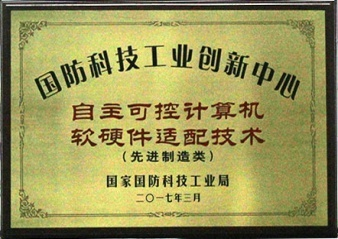 国防科技工业创新中心
自主可控计算机
软硬件适配技术
(先进制造类)
国家国防科技工业局
二〇一七年三月